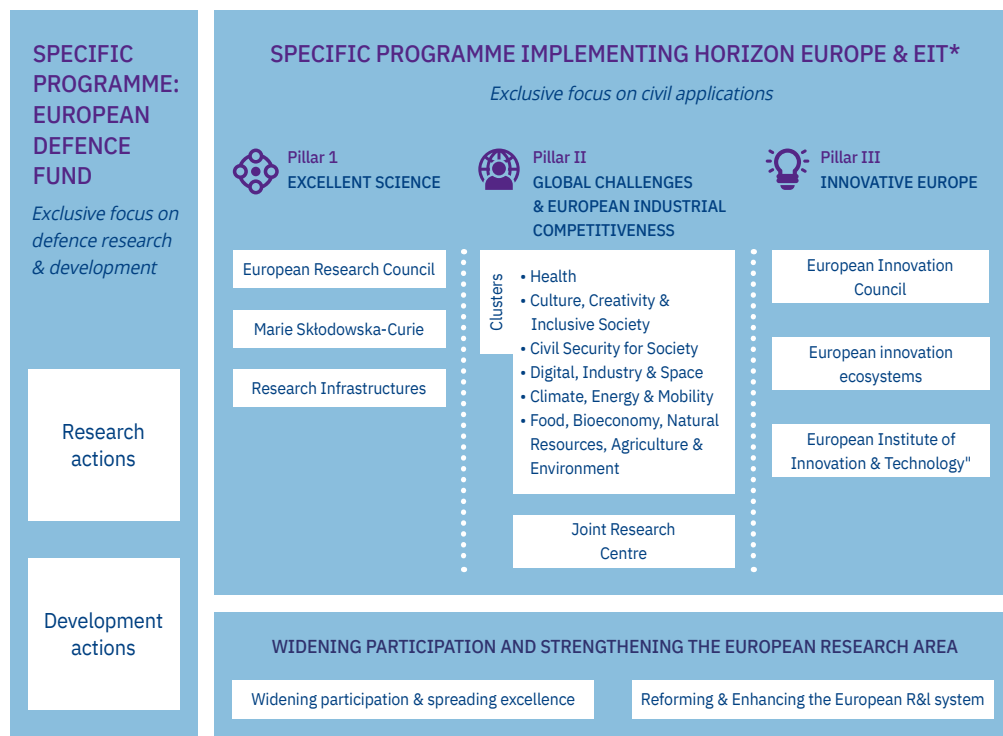 SPECIFIC
PROGRAMME:
EUROPEAN
DEFENCE
FUND
Exclusive focus on
defence research
& development
Research
actions
Development
actions
SPECIFIC PROGRAMME IMPLEMENTING HORIZON EUROPE & EIT*
Exclusive focus on civil applications
Pillar 1
EXCELLENT SCIENCE
European Research Council
Marie Skłodowska-Curie
Research Infrastructures
Pillar II
GLOBAL CHALLENGES
& EUROPEAN INDUSTRIAL
COMPETITIVENESS
Clusters
• Health
• Culture, Creativity &
Inclusive Society
• Civil Security for Society
• Digital, Industry & Space
• Climate, Energy & Mobility
• Food, Bioeconomy, Natural
Resources, Agriculture &
Environment
Joint Research
Centre
Pillar III
INNOVATIVE EUROPE
European Innovation
Council
European innovation
ecosystems
European Institute of
Innovation & Technology"
WIDENING PARTICIPATION AND STRENGTHENING THE EUROPEAN RESEARCH AREA
Widening participation & spreading excellence
Reforming & Enhancing the European R&I system